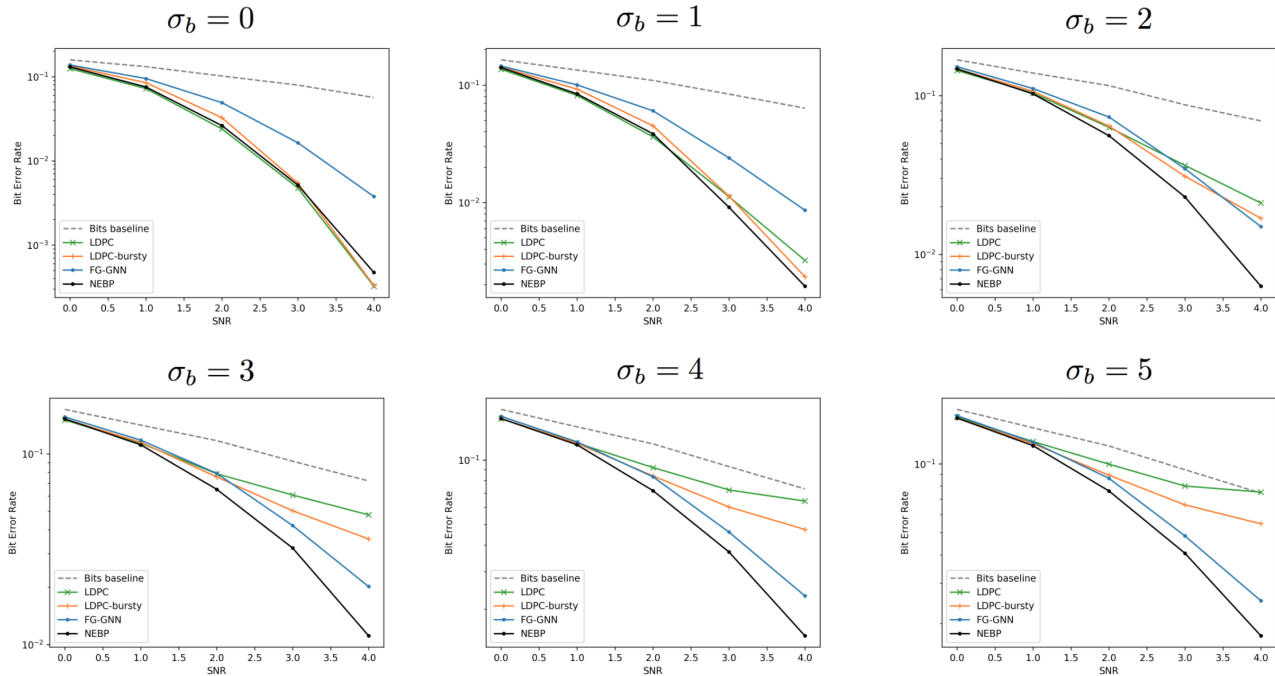 σ_b = 0
10⁻¹
10⁻²
10⁻³
Bit Error Rate
Bits baseline
LDPC
LDPC-bursty
FG-GNN
NEBP
0.0 0.5 1.0 1.5 2.0 2.5 3.0 3.5 4.0
SNR
σ_b = 1
10⁻¹
10⁻²
Bit Error Rate
Bits baseline
LDPC
LDPC-bursty
FG-GNN
NEBP
0.0 0.5 1.0 1.5 2.0 2.5 3.0 3.5 4.0
SNR
σ_b = 2
10⁻¹
10⁻²
Bit Error Rate
Bits baseline
LDPC
LDPC-bursty
FG-GNN
NEBP
0.0 0.5 1.0 1.5 2.0 2.5 3.0 3.5 4.0
SNR
σ_b = 3
10⁻¹
10⁻²
Bit Error Rate
Bits baseline
LDPC
LDPC-bursty
FG-GNN
NEBP
0.0 0.5 1.0 1.5 2.0 2.5 3.0 3.5 4.0
SNR
σ_b = 4
10⁻¹
Bit Error Rate
Bits baseline
LDPC
LDPC-bursty
FG-GNN
NEBP
0.0 0.5 1.0 1.5 2.0 2.5 3.0 3.5 4.0
SNR
σ_b = 5
10⁻¹
Bit Error Rate
Bits baseline
LDPC
LDPC-bursty
FG-GNN
NEBP
0.0 0.5 1.0 1.5 2.0 2.5 3.0 3.5 4.0
SNR